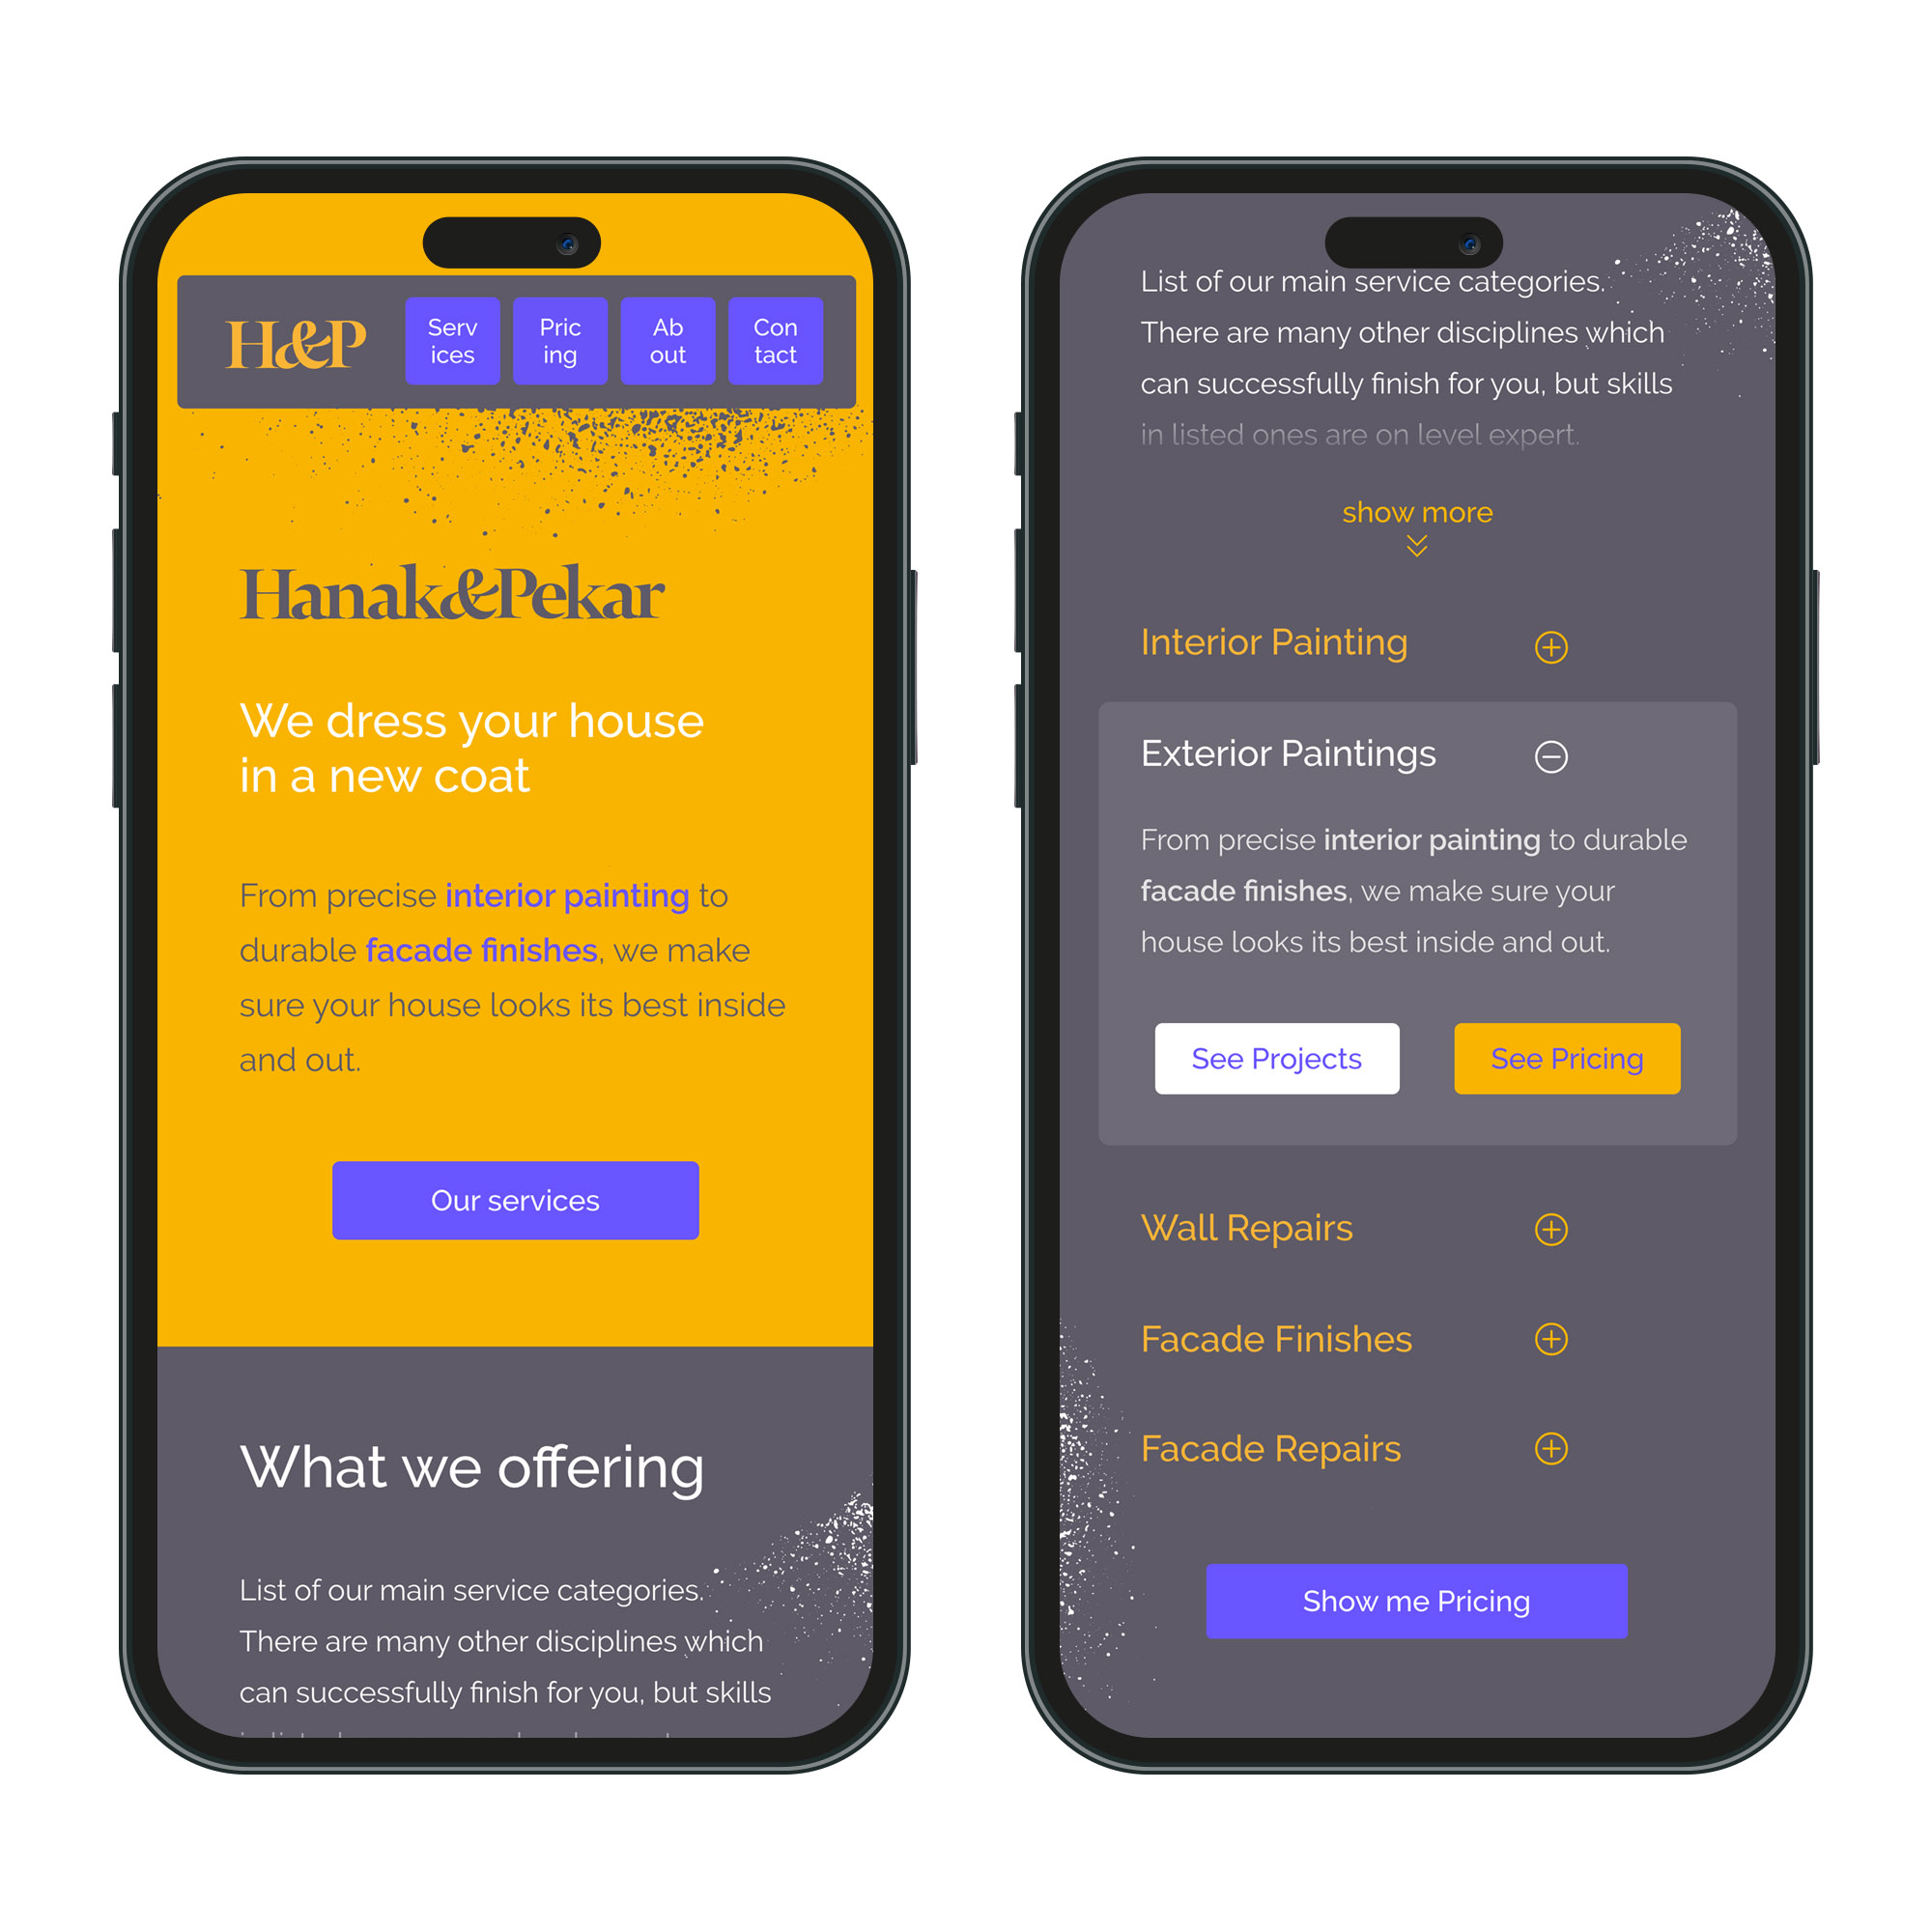 H&P
Serv
ices
Pric
ing
Ab
out
Con
tact
Hanak&Pekar
We dress your house
in a new coat
From precise interior painting to
durable facade finishes, we make
sure your house looks its best inside
and out.
Our services
What we offering
List of our main service categories.
There are many other disciplines which
can successfully finish for you, but skills
List of our main service categories.
There are many other disciplines which
can successfully finish for you, but skills
in listed ones are on level expert.
show more
Interior Painting
Exterior Paintings
From precise interior painting to durable
facade finishes, we make sure your
house looks its best inside and out.
See Projects
See Pricing
Wall Repairs
Facade Finishes
Facade Repairs
Show me Pricing